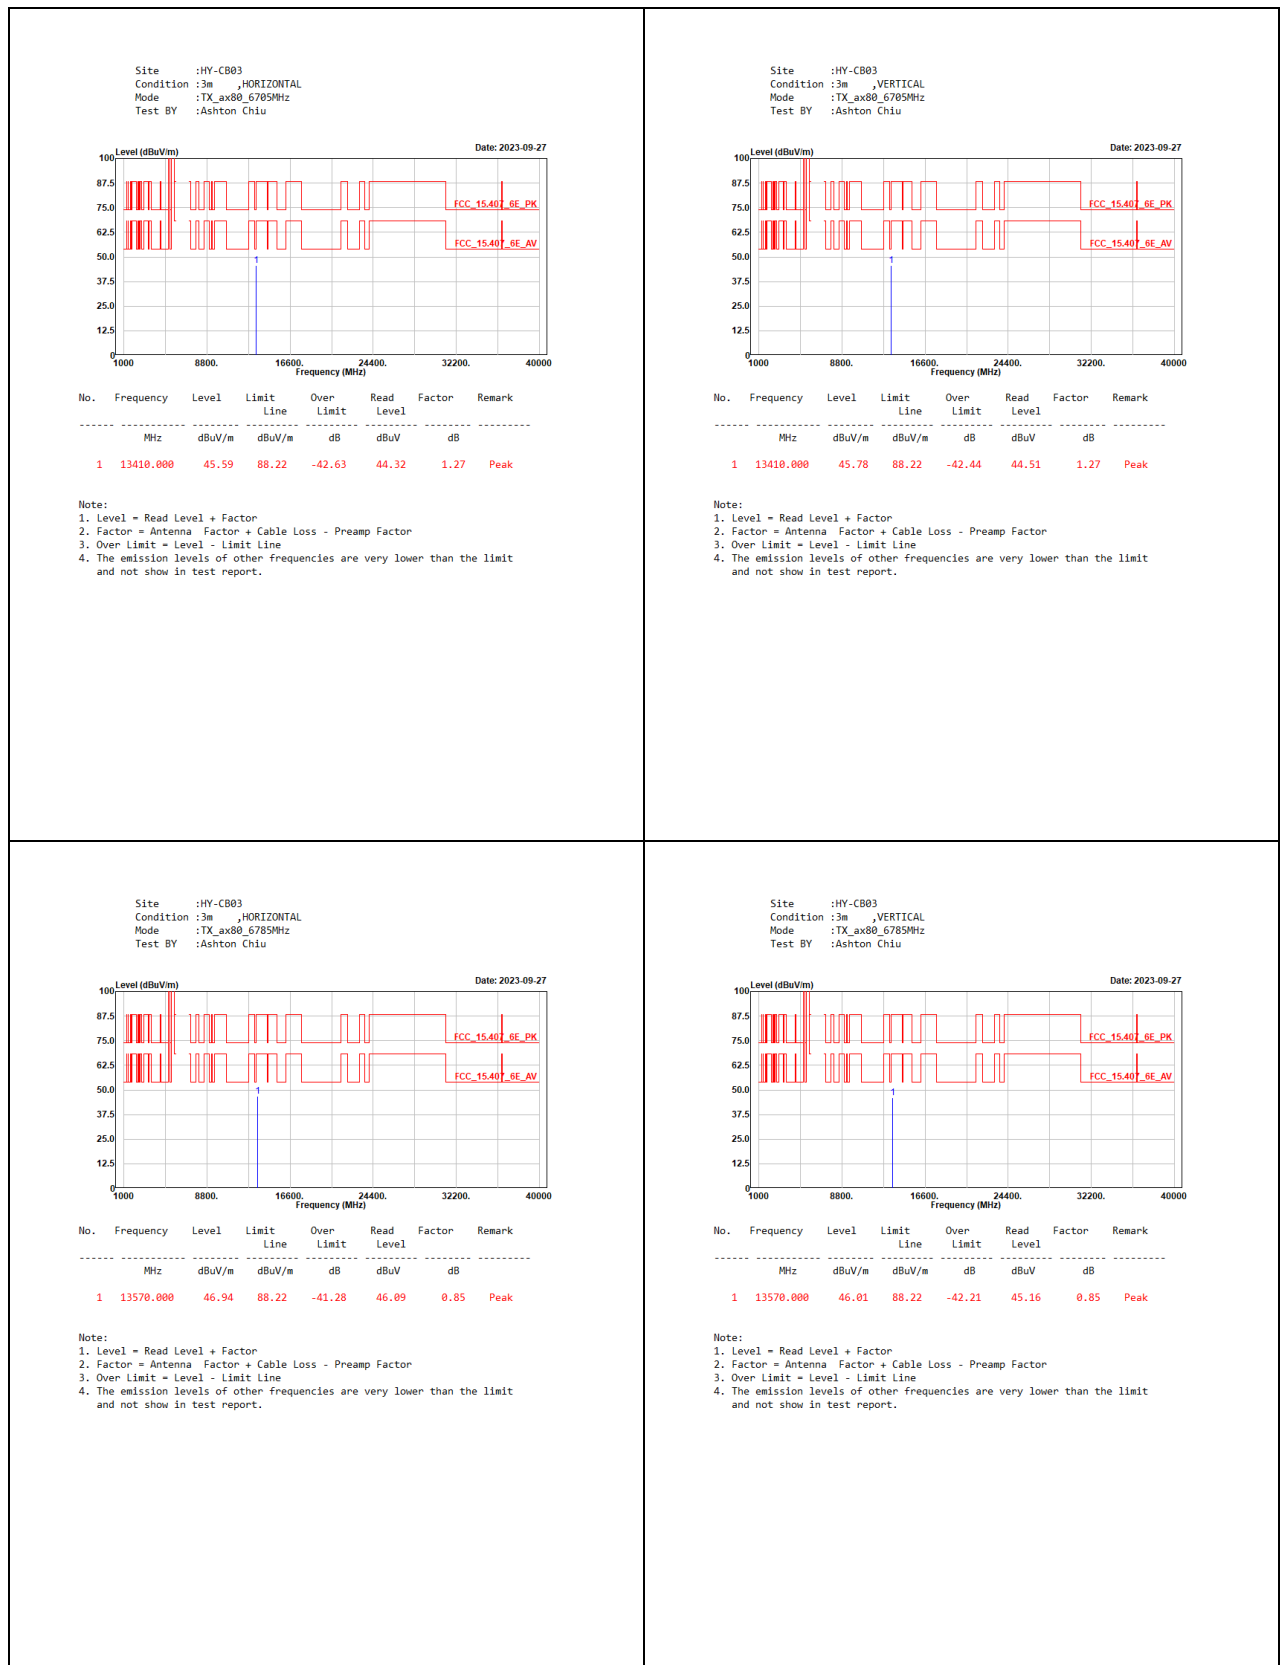 Site      :HY-CB03
Condition :3m    ,HORIZONTAL
Mode      :TX_ax80_6705MHz
Test BY   :Ashton Chiu
Level (dBuV/m)
Date: 2023-09-27
100
87.5
75.0
62.5
50.0
37.5
25.0
12.5
0
FCC_15.407_6E_PK
FCC_15.407_6E_AV
1
1000 8800. 16600. 24400. 32200. 40000
Frequency (MHz)
No. Frequency Level Limit Over Read Factor Remark
Line Limit Level
------ ----------- -------- -------- --------- --------- -------- ---------
MHz dBuV/m dBuV/m dB dBuV dB
1 13410.000 45.59 88.22 -42.63 44.32 1.27 Peak
Note:
1. Level = Read Level + Factor
2. Factor = Antenna  Factor + Cable Loss - Preamp Factor
3. Over Limit = Level - Limit Line
4. The emission levels of other frequencies are very lower than the limit
and not show in test report.
Site      :HY-CB03
Condition :3m    ,VERTICAL
Mode      :TX_ax80_6705MHz
Test BY   :Ashton Chiu
Level (dBuV/m)
Date: 2023-09-27
100
87.5
75.0
62.5
50.0
37.5
25.0
12.5
0
FCC_15.407_6E_PK
FCC_15.407_6E_AV
1
1000 8800. 16600. 24400. 32200. 40000
Frequency (MHz)
No. Frequency Level Limit Over Read Factor Remark
Line Limit Level
------ ----------- -------- -------- --------- --------- -------- ---------
MHz dBuV/m dBuV/m dB dBuV dB
1 13410.000 45.78 88.22 -42.44 44.51 1.27 Peak
Note:
1. Level = Read Level + Factor
2. Factor = Antenna  Factor + Cable Loss - Preamp Factor
3. Over Limit = Level - Limit Line
4. The emission levels of other frequencies are very lower than the limit
and not show in test report.
Site      :HY-CB03
Condition :3m    ,HORIZONTAL
Mode      :TX_ax80_6785MHz
Test BY   :Ashton Chiu
Level (dBuV/m)
Date: 2023-09-27
100
87.5
75.0
62.5
50.0
37.5
25.0
12.5
0
FCC_15.407_6E_PK
FCC_15.407_6E_AV
1
1000 8800. 16600. 24400. 32200. 40000
Frequency (MHz)
No. Frequency Level Limit Over Read Factor Remark
Line Limit Level
------ ----------- -------- -------- --------- --------- -------- ---------
MHz dBuV/m dBuV/m dB dBuV dB
1 13570.000 46.94 88.22 -41.28 46.09 0.85 Peak
Note:
1. Level = Read Level + Factor
2. Factor = Antenna  Factor + Cable Loss - Preamp Factor
3. Over Limit = Level - Limit Line
4. The emission levels of other frequencies are very lower than the limit
and not show in test report.
Site      :HY-CB03
Condition :3m    ,VERTICAL
Mode      :TX_ax80_6785MHz
Test BY   :Ashton Chiu
Level (dBuV/m)
Date: 2023-09-27
100
87.5
75.0
62.5
50.0
37.5
25.0
12.5
0
FCC_15.407_6E_PK
FCC_15.407_6E_AV
1
1000 8800. 16600. 24400. 32200. 40000
Frequency (MHz)
No. Frequency Level Limit Over Read Factor Remark
Line Limit Level
------ ----------- -------- -------- --------- --------- -------- ---------
MHz dBuV/m dBuV/m dB dBuV dB
1 13570.000 46.01 88.22 -42.21 45.16 0.85 Peak
Note:
1. Level = Read Level + Factor
2. Factor = Antenna  Factor + Cable Loss - Preamp Factor
3. Over Limit = Level - Limit Line
4. The emission levels of other frequencies are very lower than the limit
and not show in test report.